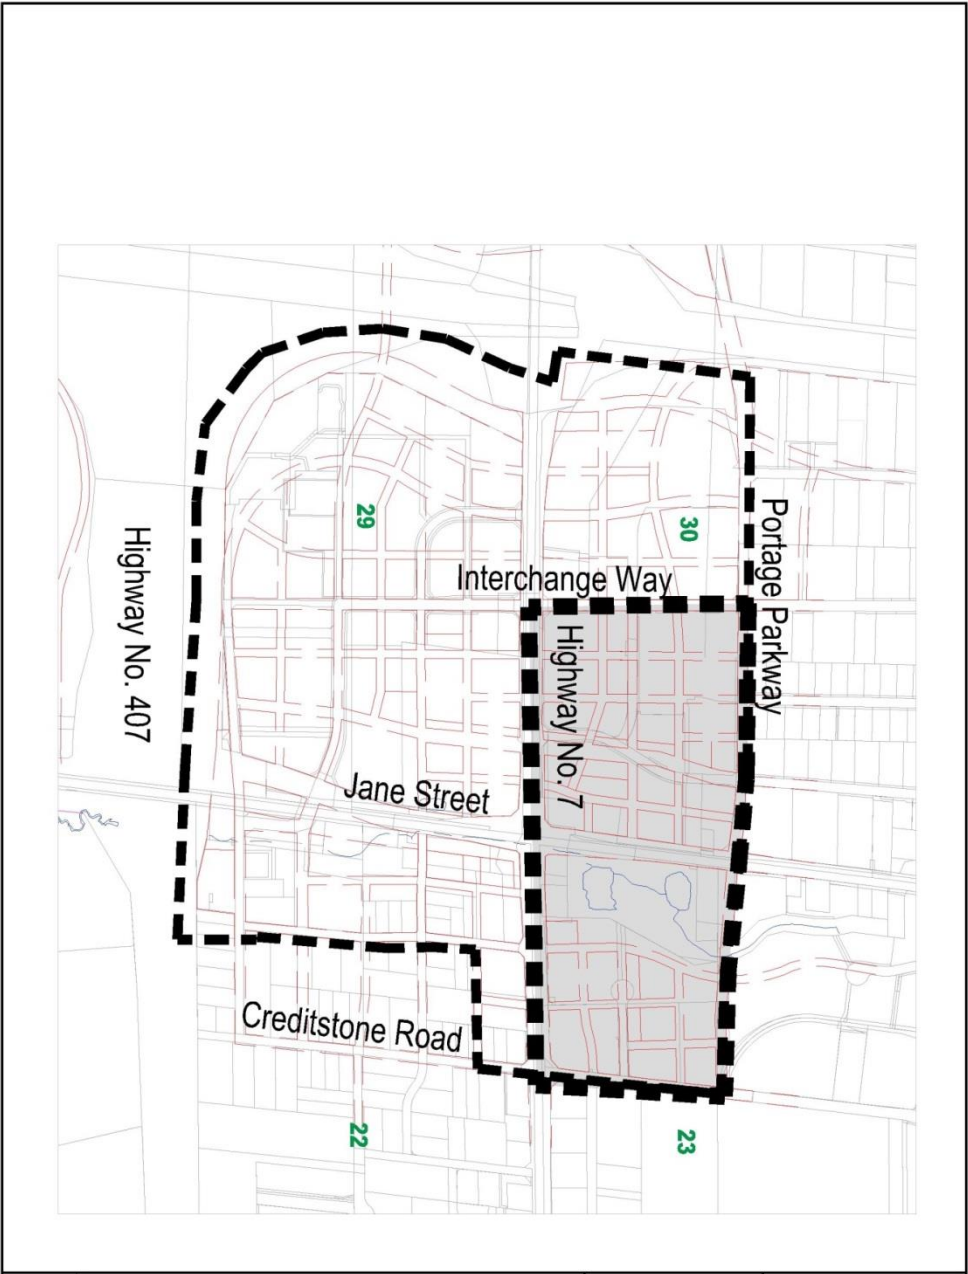 29
30
Portage Parkway
Interchange Way
Highway No. 407
Highway No. 7
Jane Street
Creditstone Road
22
23